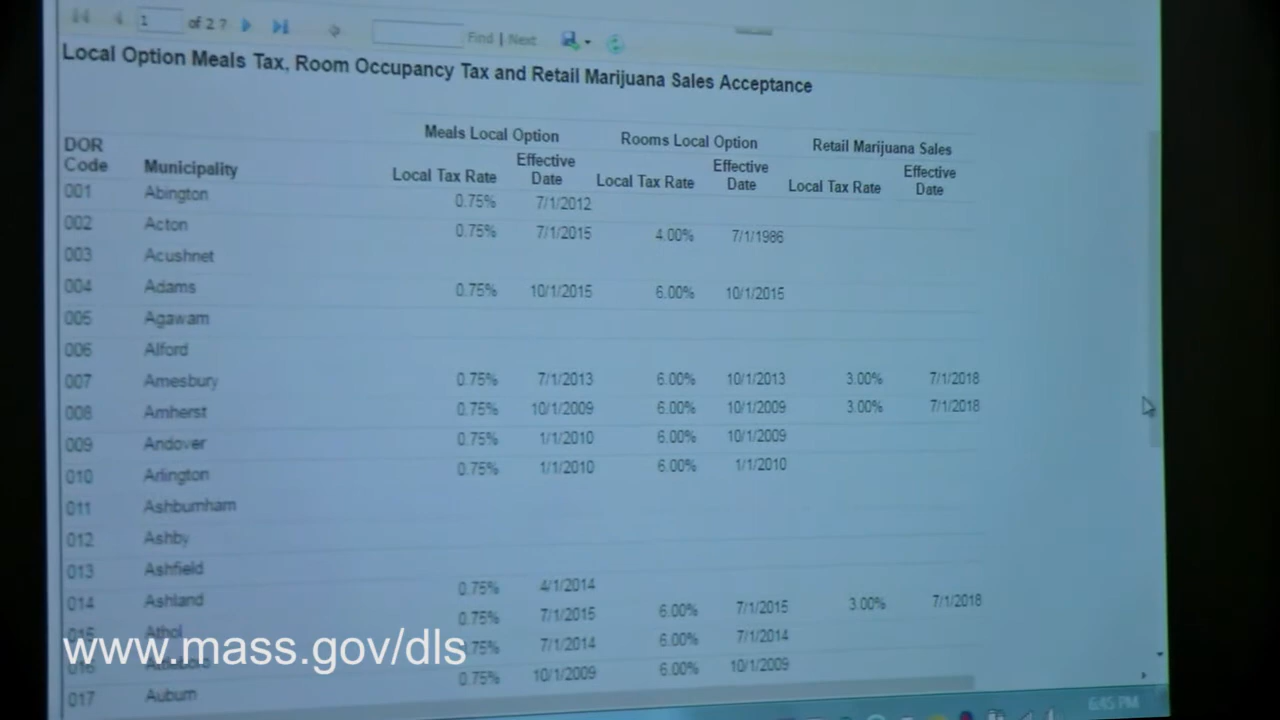 1 of 2 ? Find | Next
Local Option Meals Tax, Room Occupancy Tax and Retail Marijuana Sales Acceptance
Meals Local Option Rooms Local Option Retail Marijuana Sales
DOR Code Municipality Local Tax Rate Effective Date Local Tax Rate Effective Date Local Tax Rate Effective Date
001 Abington 0.75% 7/1/2012
002 Acton 0.75% 7/1/2015 4.00% 7/1/1986
003 Acushnet
004 Adams 0.75% 10/1/2015 6.00% 10/1/2015
005 Agawam
006 Alford
007 Amesbury 0.75% 7/1/2013 6.00% 10/1/2013 3.00% 7/1/2018
008 Amherst 0.75% 10/1/2009 6.00% 10/1/2009 3.00% 7/1/2018
009 Andover 0.75% 1/1/2010 6.00% 10/1/2009
010 Arlington 0.75% 1/1/2010 6.00% 1/1/2010
011 Ashburnham
012 Ashby
013 Ashfield
014 Ashland 0.75% 4/1/2014
015 Athol 0.75% 7/1/2015 6.00% 7/1/2015 3.00% 7/1/2018
016 Attleboro 0.75% 7/1/2014 6.00% 7/1/2014
017 Auburn 0.75% 10/1/2009 6.00% 10/1/2009
www.mass.gov/dls
6:45 PM